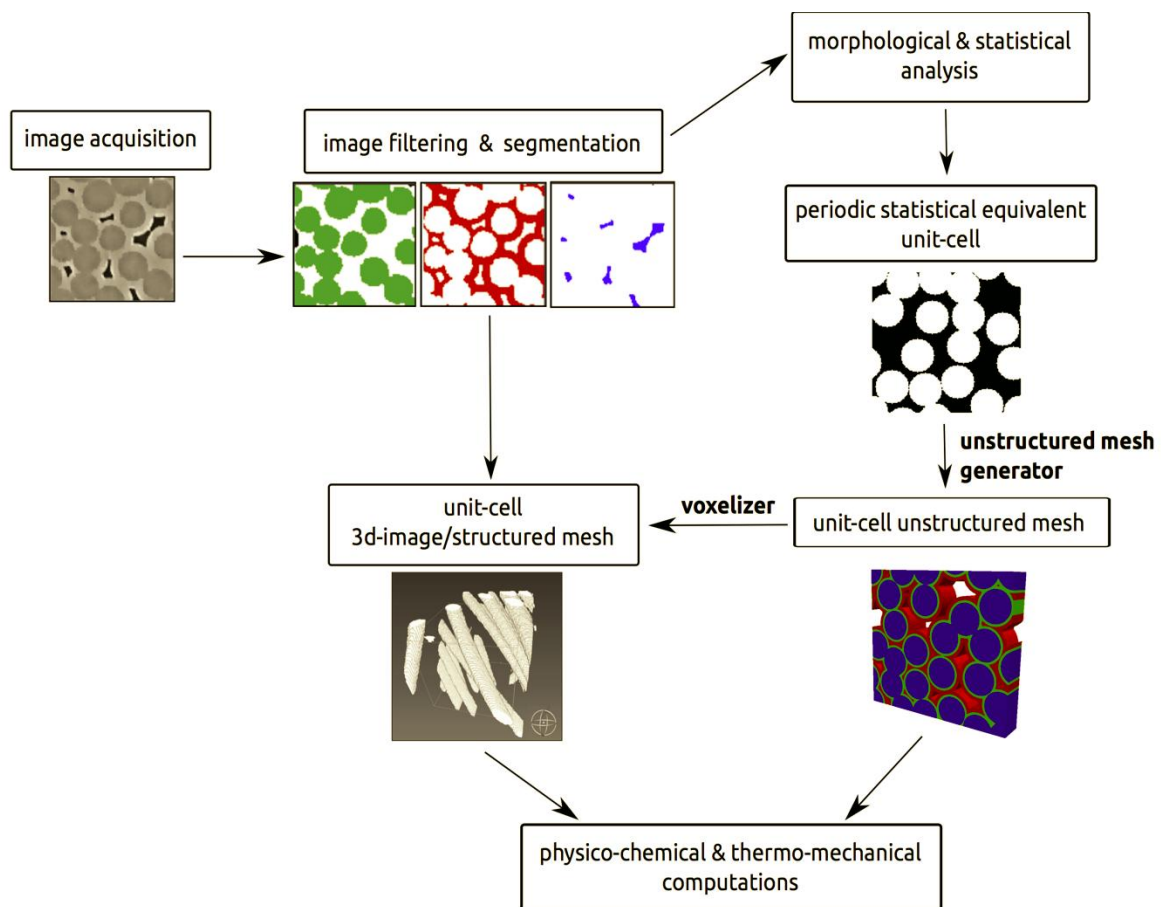 morphological & statistical
analysis
image acquisition
image filtering & segmentation
periodic statistical equivalent
unit-cell
unstructured mesh
generator
unit-cell
3d-image/structured mesh
voxelizer
unit-cell unstructured mesh
physico-chemical & thermo-mechanical
computations